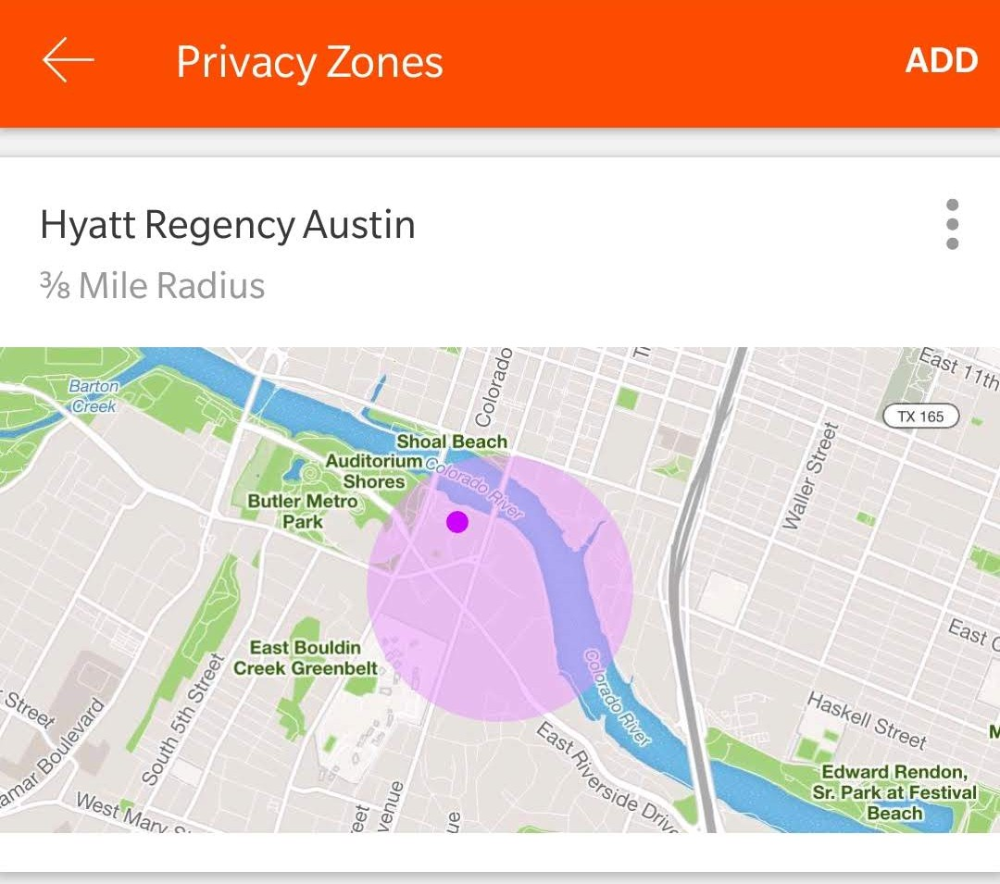 Privacy Zones
ADD
Hyatt Regency Austin
⅜ Mile Radius
Barton
Creek
Colorado
East 11th
TX 165
Waller Street
Shoal Beach
Auditorium
Shores
Colorado River
Butler Metro
Park
East Bouldin
Creek Greenbelt
South 5th Street
Street
amar Boulevard
West Mary S
Colorado River
East Riverside Driv
Haskell Street
East C
Edward Rendon,
Sr. Park at Festival
Beach
eet
venue
ue
M